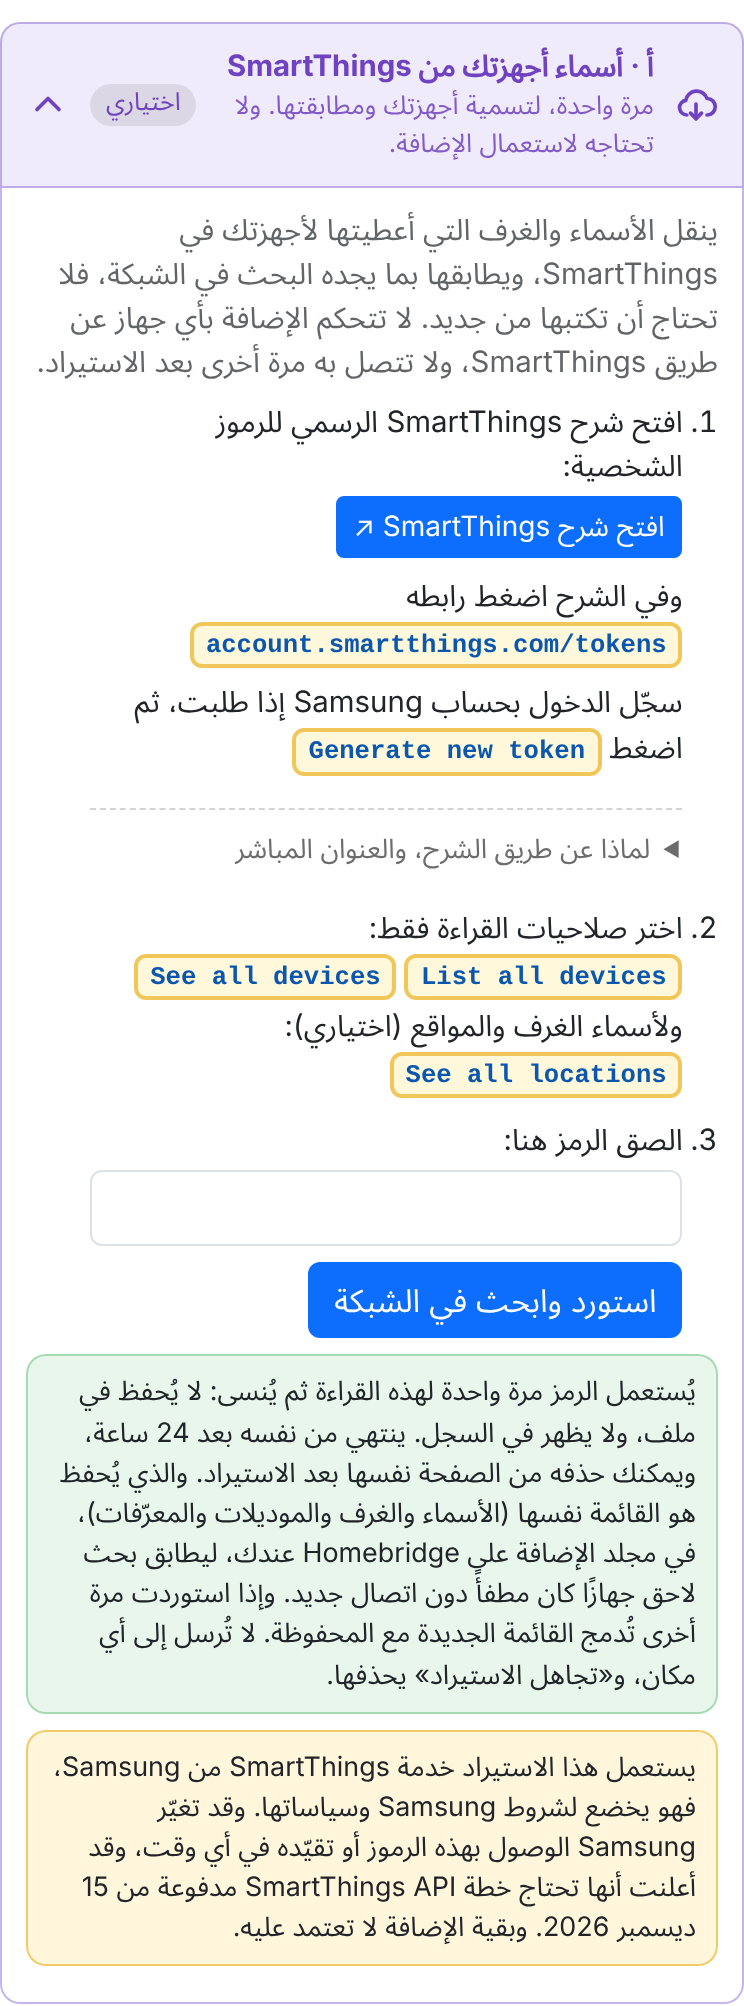 أ · أسماء أجهزتك من SmartThings
مرة واحدة، لتسمية أجهزتك ومطابقتها. ولا
تحتاجه لاستعمال الإضافة.
اختياري
ينقل الأسماء والغرف التي أعطيتها لأجهزتك في
SmartThings، ويطابقها بما يجده البحث في الشبكة، فلا
تحتاج أن تكتبها من جديد. لا تتحكم الإضافة بأي جهاز عن
طريق SmartThings، ولا تتصل به مرة أخرى بعد الاستيراد.
1. افتح شرح SmartThings الرسمي للرموز
الشخصية:
افتح شرح SmartThings ↗
وفي الشرح اضغط رابطه
account.smartthings.com/tokens
سجّل الدخول بحساب Samsung إذا طلبت، ثم
اضغط Generate new token
◀ لماذا عن طريق الشرح، والعنوان المباشر
2. اختر صلاحيات القراءة فقط:
List all devices See all devices
ولأسماء الغرف والمواقع (اختياري):
See all locations
3. الصق الرمز هنا:
استورد وابحث في الشبكة
يُستعمل الرمز مرة واحدة لهذه القراءة ثم يُنسى: لا يُحفظ في
ملف، ولا يظهر في السجل. ينتهي من نفسه بعد 24 ساعة،
ويمكنك حذفه من الصفحة نفسها بعد الاستيراد. والذي يُحفظ
هو القائمة نفسها (الأسماء والغرف والموديلات والمعرّفات)،
في مجلد الإضافة على Homebridge عندك، ليطابق بحث
لاحق جهازًا كان مطفأً دون اتصال جديد. وإذا استوردت مرة
أخرى تُدمج القائمة الجديدة مع المحفوظة. لا تُرسل إلى أي
مكان، و«تجاهل الاستيراد» يحذفها.
يستعمل هذا الاستيراد خدمة SmartThings من Samsung،
فهو يخضع لشروط Samsung وسياساتها. وقد تغيّر
Samsung الوصول بهذه الرموز أو تقيّده في أي وقت، وقد
أعلنت أنها تحتاج خطة SmartThings API مدفوعة من 15
ديسمبر 2026. وبقية الإضافة لا تعتمد عليه.